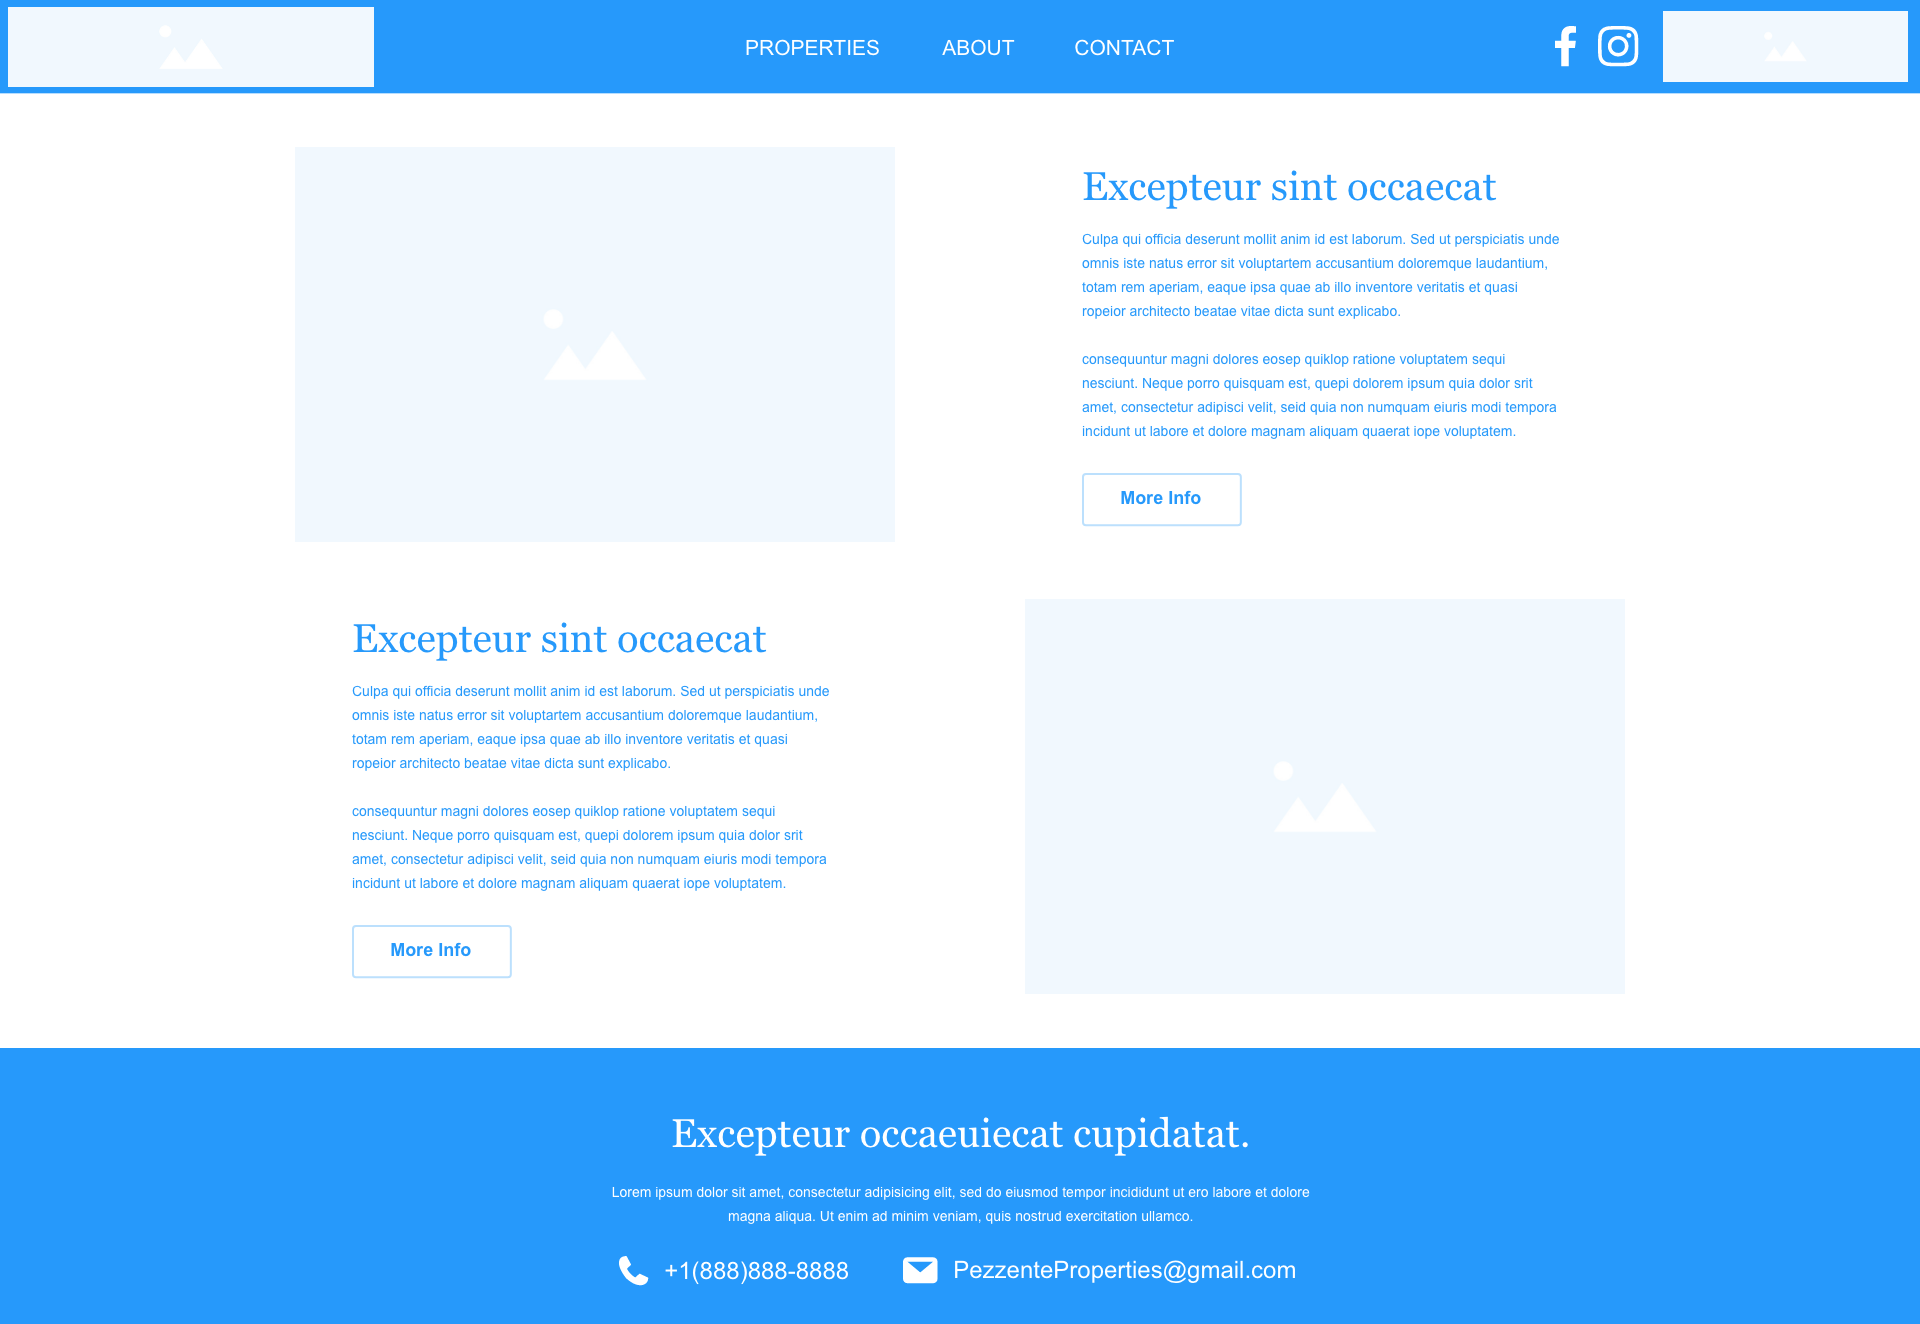 PROPERTIES ABOUT CONTACT
Excepteur sint occaecat
Culpa qui officia deserunt mollit anim id est laborum. Sed ut perspiciatis unde
omnis iste natus error sit voluptartem accusantium doloremque laudantium,
totam rem aperiam, eaque ipsa quae ab illo inventore veritatis et quasi
ropeior architecto beatae vitae dicta sunt explicabo.
consequuntur magni dolores eosep quiklop ratione voluptatem sequi
nesciunt. Neque porro quisquam est, quepi dolorem ipsum quia dolor srit
amet, consectetur adipisci velit, seid quia non numquam eiuris modi tempora
incidunt ut labore et dolore magnam aliquam quaerat iope voluptatem.
More Info
Excepteur sint occaecat
Culpa qui officia deserunt mollit anim id est laborum. Sed ut perspiciatis unde
omnis iste natus error sit voluptartem accusantium doloremque laudantium,
totam rem aperiam, eaque ipsa quae ab illo inventore veritatis et quasi
ropeior architecto beatae vitae dicta sunt explicabo.
consequuntur magni dolores eosep quiklop ratione voluptatem sequi
nesciunt. Neque porro quisquam est, quepi dolorem ipsum quia dolor srit
amet, consectetur adipisci velit, seid quia non numquam eiuris modi tempora
incidunt ut labore et dolore magnam aliquam quaerat iope voluptatem.
More Info
Excepteur occaeuiecat cupidatat.
Lorem ipsum dolor sit amet, consectetur adipisicing elit, sed do eiusmod tempor incididunt ut ero labore et dolore
magna aliqua. Ut enim ad minim veniam, quis nostrud exercitation ullamco.
+1(888)888-8888 PezzenteProperties@gmail.com